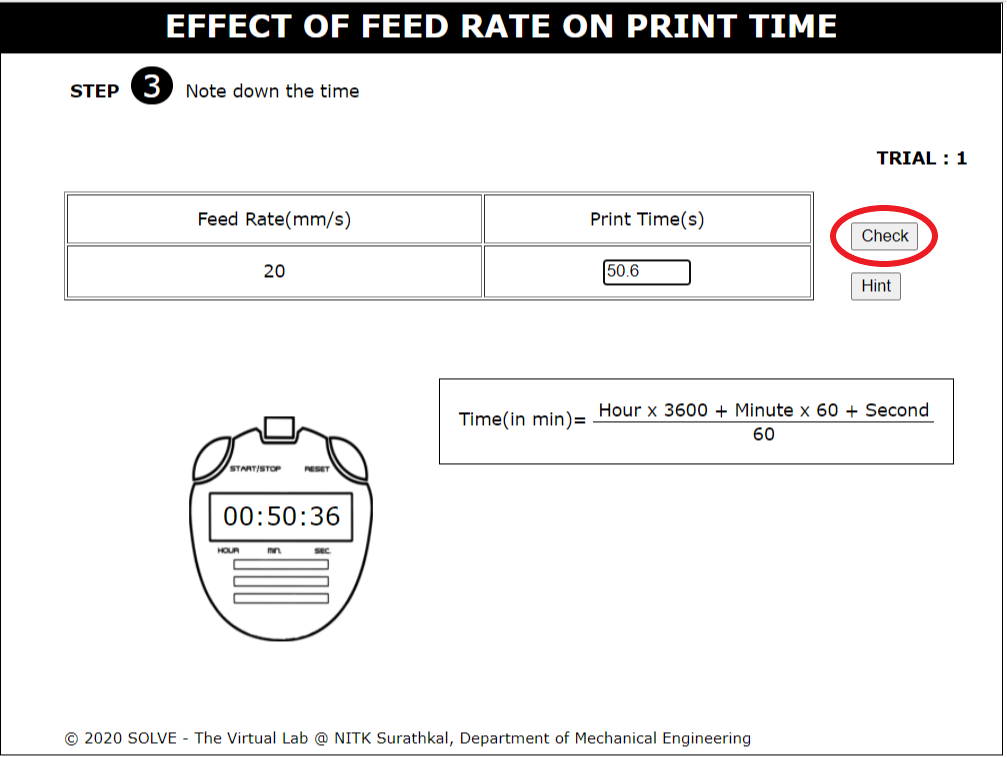 EFFECT OF FEED RATE ON PRINT TIME
STEP 3 Note down the time
TRIAL : 1
Feed Rate(mm/s) Print Time(s)
Check
20 50.6
Hint
Time(in min)= Hour x 3600 + Minute x 60 + Second
60
START/STOP RESET
00:50:36
HOUR min. SEC.
© 2020 SOLVE - The Virtual Lab @ NITK Surathkal, Department of Mechanical Engineering